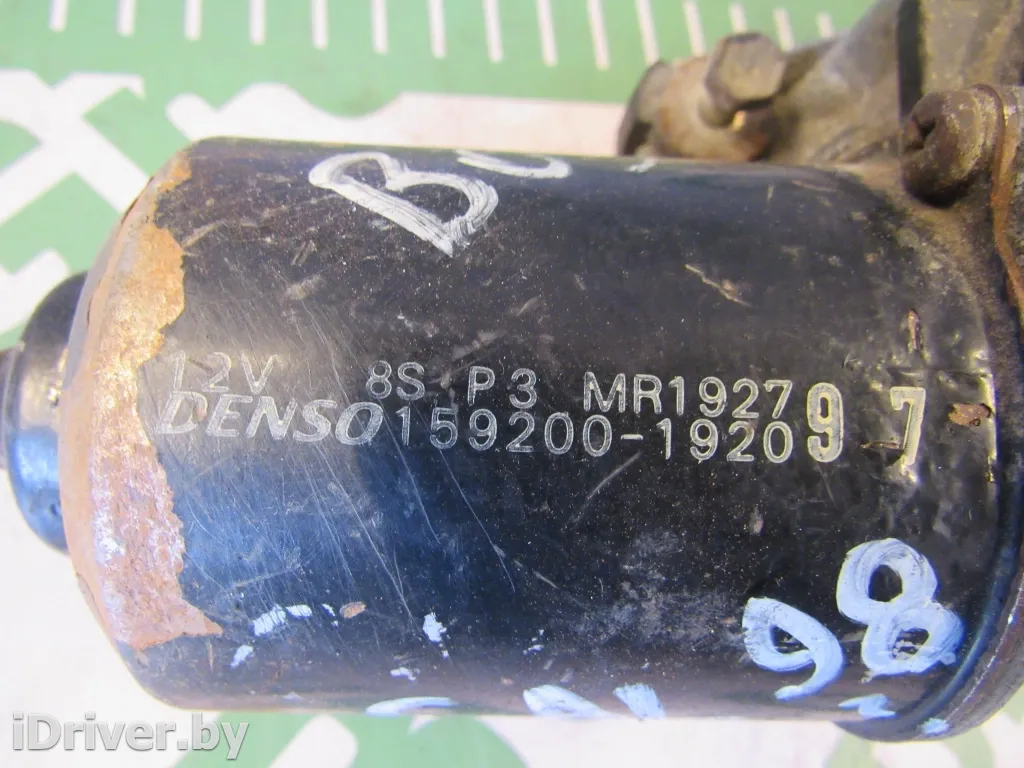 12V 8S P3 MR192797
DENSO 159200-1920
98
iDriver.by